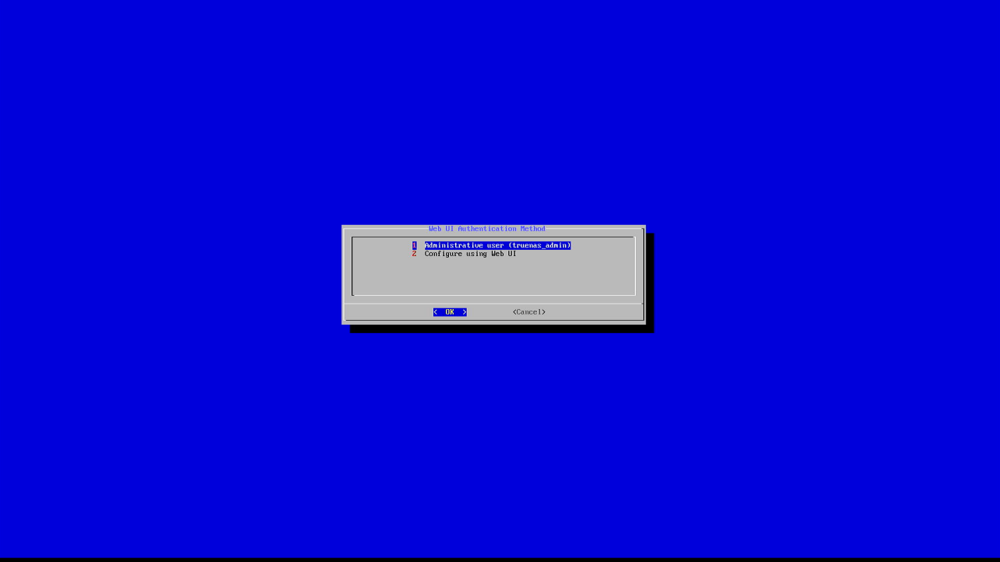 Web UI Authentication Method
1 Administrative user (truenas_admin)
2 Configure using Web UI
< OK > <Cancel>